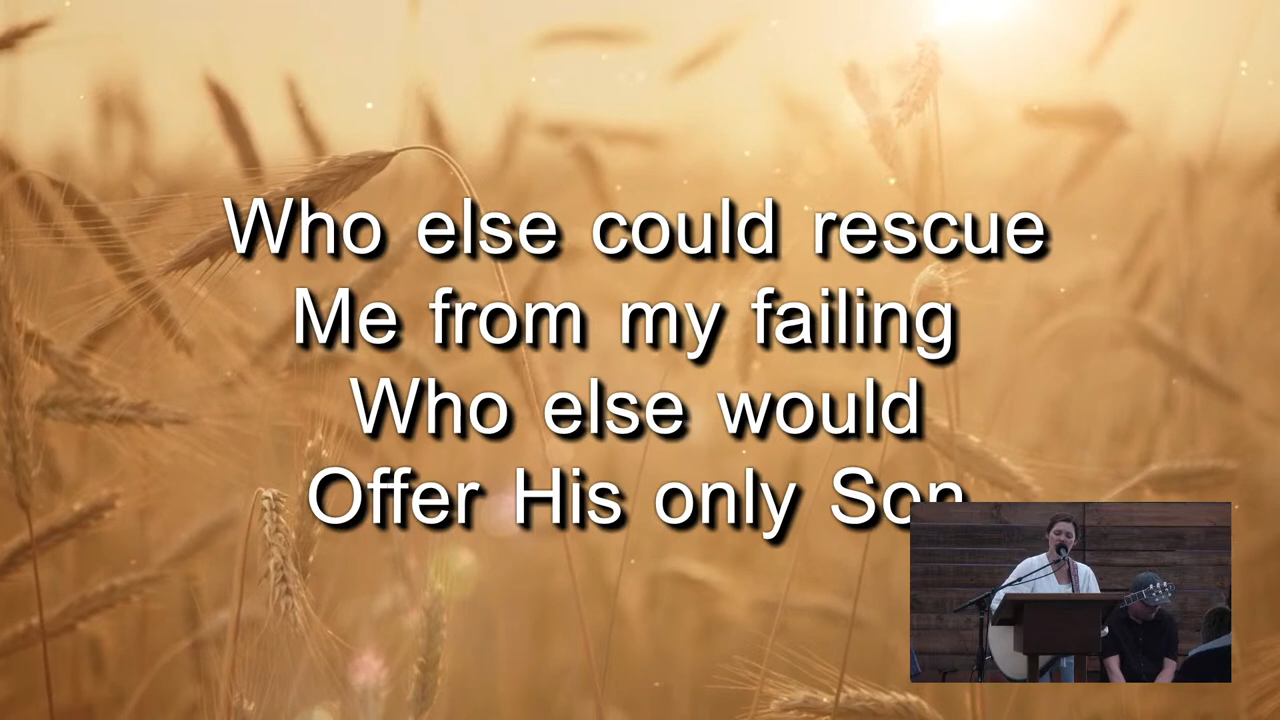 Who else could rescue
Me from my failing
Who else would
Offer His only Son